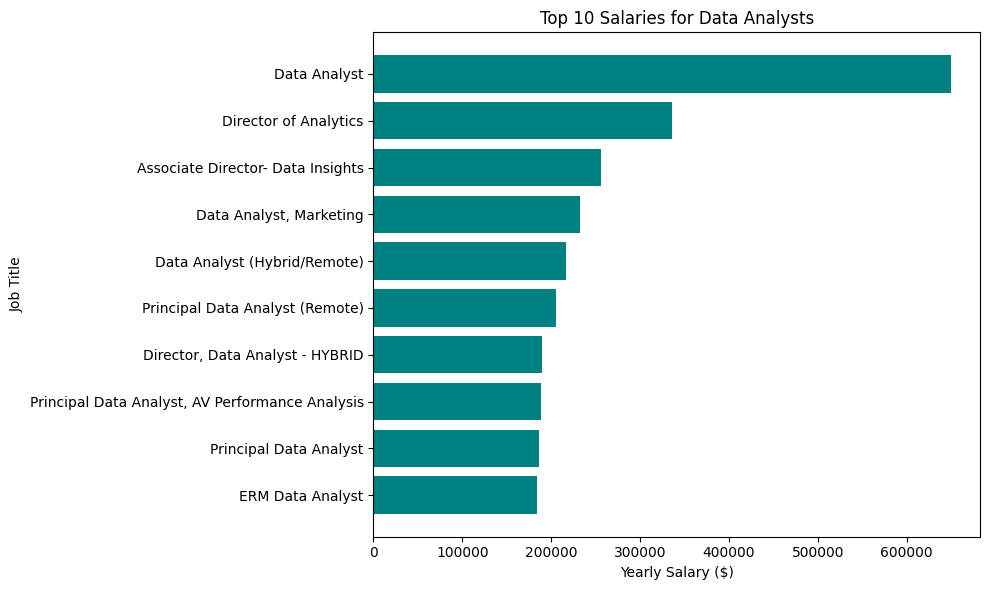 Top 10 Salaries for Data Analysts
Data Analyst
Director of Analytics
Associate Director- Data Insights
Data Analyst, Marketing
Data Analyst (Hybrid/Remote)
Principal Data Analyst (Remote)
Director, Data Analyst - HYBRID
Principal Data Analyst, AV Performance Analysis
Principal Data Analyst
ERM Data Analyst
Job Title
0 100000 200000 300000 400000 500000 600000
Yearly Salary ($)